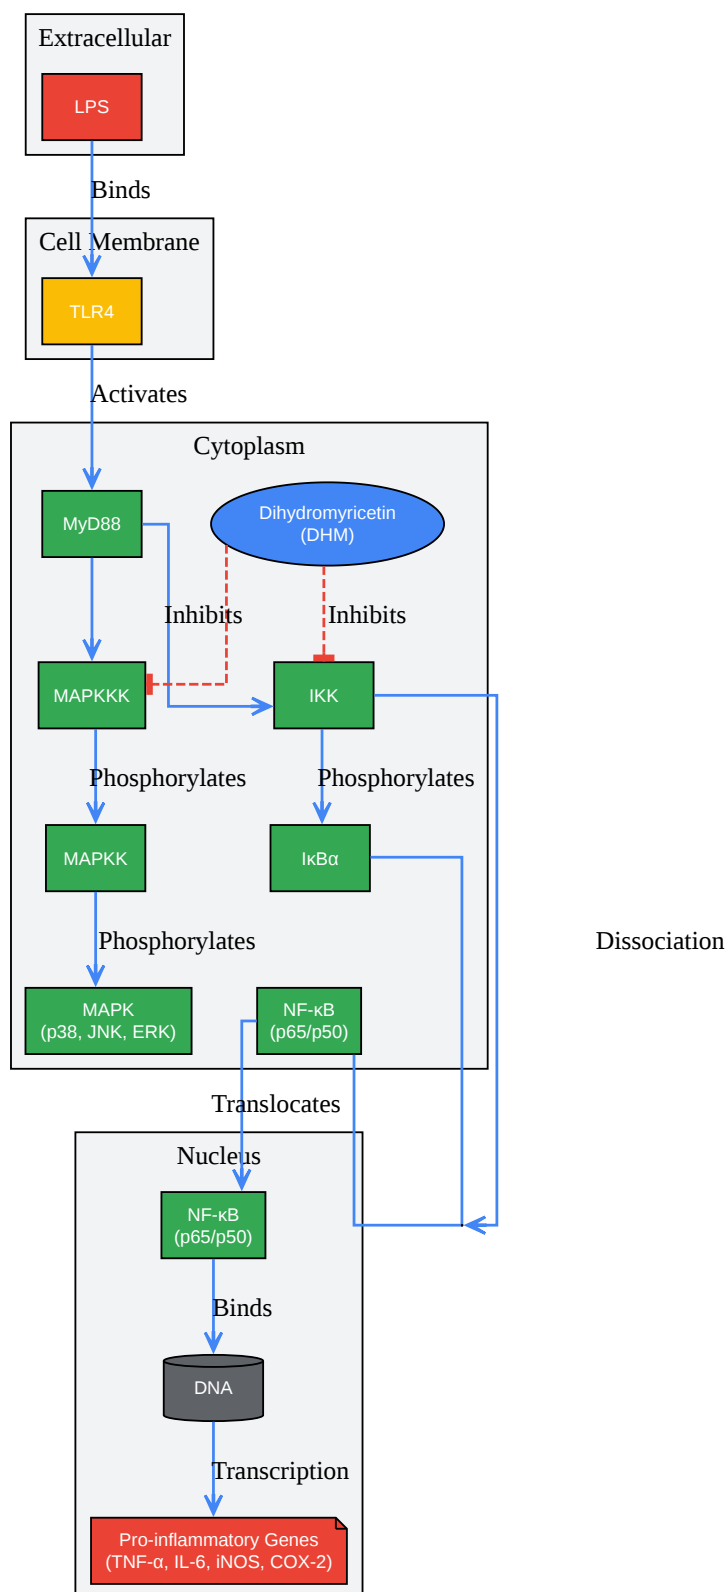 Extracellular
LPS
Binds
Cell Membrane
TLR4
Activates
Cytoplasm
MyD88
Dihydromyricetin
(DHM)
Inhibits
Inhibits
MAPKKK
IKK
Phosphorylates
Phosphorylates
MAPKK
IκBα
Phosphorylates
Dissociation
MAPK
(p38, JNK, ERK)
NF-κB
(p65/p50)
Translocates
Nucleus
NF-κB
(p65/p50)
Binds
DNA
Transcription
Pro-inflammatory Genes
(TNF-α, IL-6, iNOS, COX-2)